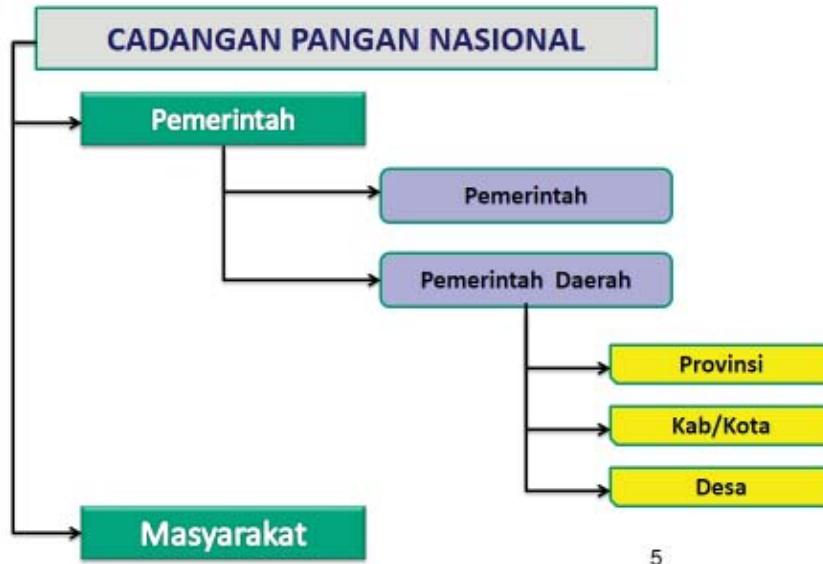 CADANGAN PANGAN NASIONAL
Pemerintah
Pemerintah
Pemerintah Daerah
Provinsi
Kab/Kota
Desa
Masyarakat
5